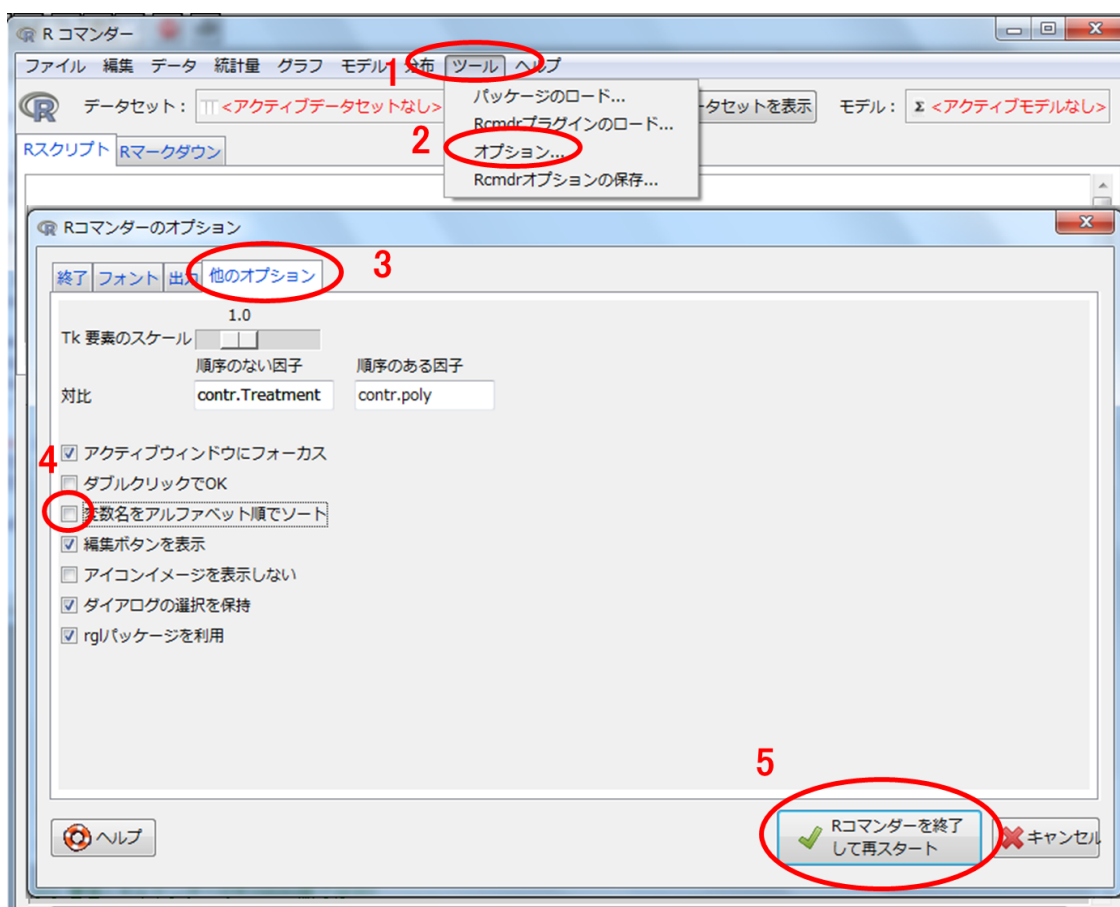 R コマンダー
ファイル 編集 データ 統計量 グラフ モデル 分布 ツール ヘルプ
1
データセット: <アクティブデータセットなし> ータセットを表示 モデル: Σ <アクティブモデルなし>
パッケージのロード...
Rcmdrプラグインのロード...
2
オプション...
Rcmdrオプションの保存...
Rスクリプト Rマークダウン
Rコマンダーのオプション
3
終了 フォント 出力 他のオプション
1.0
Tk 要素のスケール
順序のない因子 順序のある因子
対比 contr.Treatment contr.poly
アクティブウィンドウにフォーカス
4
ダブルクリックでOK
変数名をアルファベット順でソート
編集ボタンを表示
アイコンイメージを表示しない
ダイアログの選択を保持
rglパッケージを利用
5
ヘルプ
Rコマンダーを終了
して再スタート
キャンセル